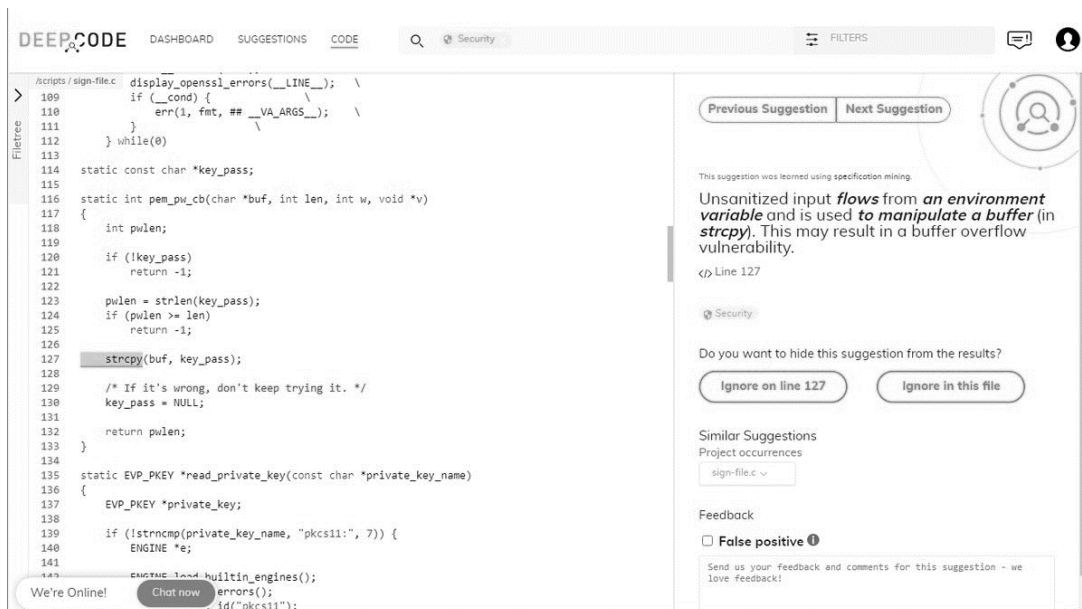 DEEPCODE DASHBOARD SUGGESTIONS CODE Security FILTERS
/scripts / sign-file.c
Filetree
display_openssl_errors(__LINE__); \
109 if (__cond) { \
110 err(1, fmt, ## __VA_ARGS__); \
111 } \
112 } while(0)
113
114 static const char *key_pass;
115
116 static int pem_pw_cb(char *buf, int len, int w, void *v)
117 {
118 int pwlen;
119
120 if (!key_pass)
121 return -1;
122
123 pwlen = strlen(key_pass);
124 if (pwlen >= len)
125 return -1;
126
127 strcpy(buf, key_pass);
128
129 /* If it's wrong, don't keep trying it. */
130 key_pass = NULL;
131
132 return pwlen;
133 }
134
135 static EVP_PKEY *read_private_key(const char *private_key_name)
136 {
137 EVP_PKEY *private_key;
138
139 if (!strncmp(private_key_name, "pkcs11:", 7)) {
140 ENGINE *e;
141
142 ENGINE_load_builtin_engines();
errors();
id("pkcs11");
We're Online! Chat now
Previous Suggestion Next Suggestion
This suggestion was learned using specification mining.
Unsanitized input flows from an environment
variable and is used to manipulate a buffer (in
strcpy). This may result in a buffer overflow
vulnerability.
</> Line 127
Security
Do you want to hide this suggestion from the results?
Ignore on line 127 Ignore in this file
Similar Suggestions
Project occurrences
sign-file.c
Feedback
False positive
Send us your feedback and comments for this suggestion - we
love feedback!